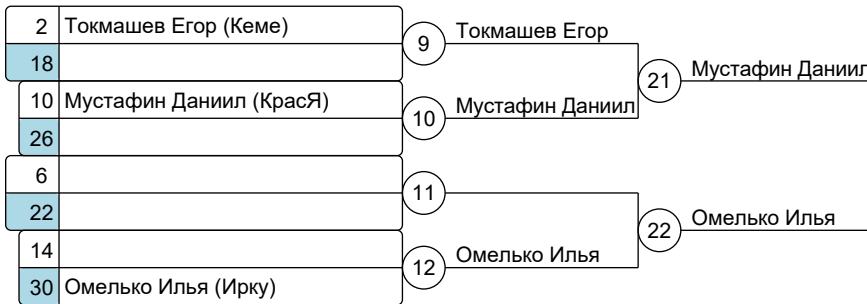 2 Токмашев Егор (Кеме)
18
9 Токмашев Егор
10 Мустафин Даниил (КрасЯ)
26
10 Мустафин Даниил
21 Мустафин Даниил
6
22
11
14
30 Омелько Илья (Ирку)
12 Омелько Илья
22 Омелько Илья